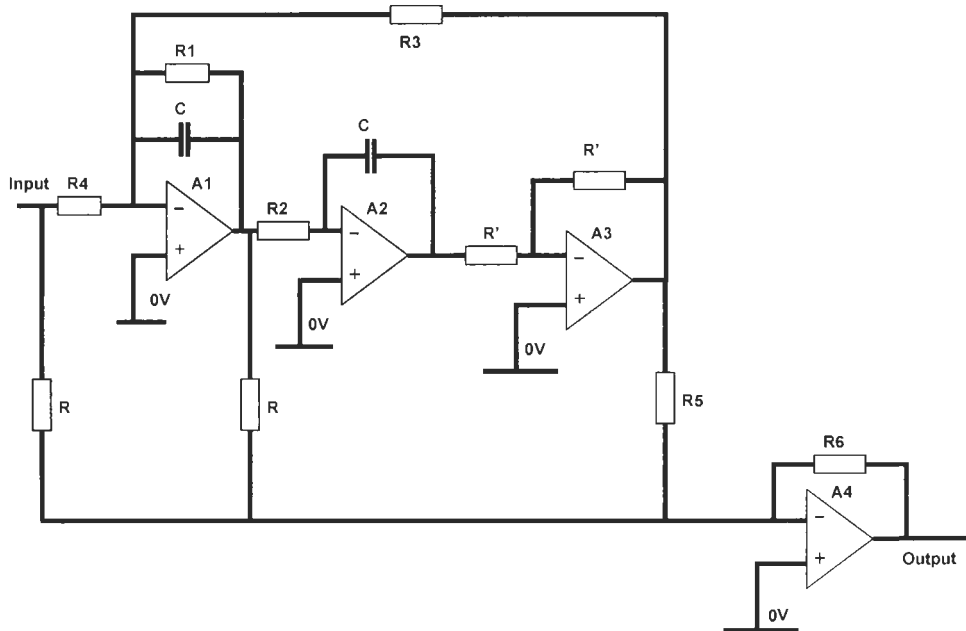 R3
R1
C
C
R'
Input
R4
A1
R2
A2
R'
A3
−
+
−
+
−
+
0V
0V
0V
R
R
R5
R6
A4
−
+
Output
0V